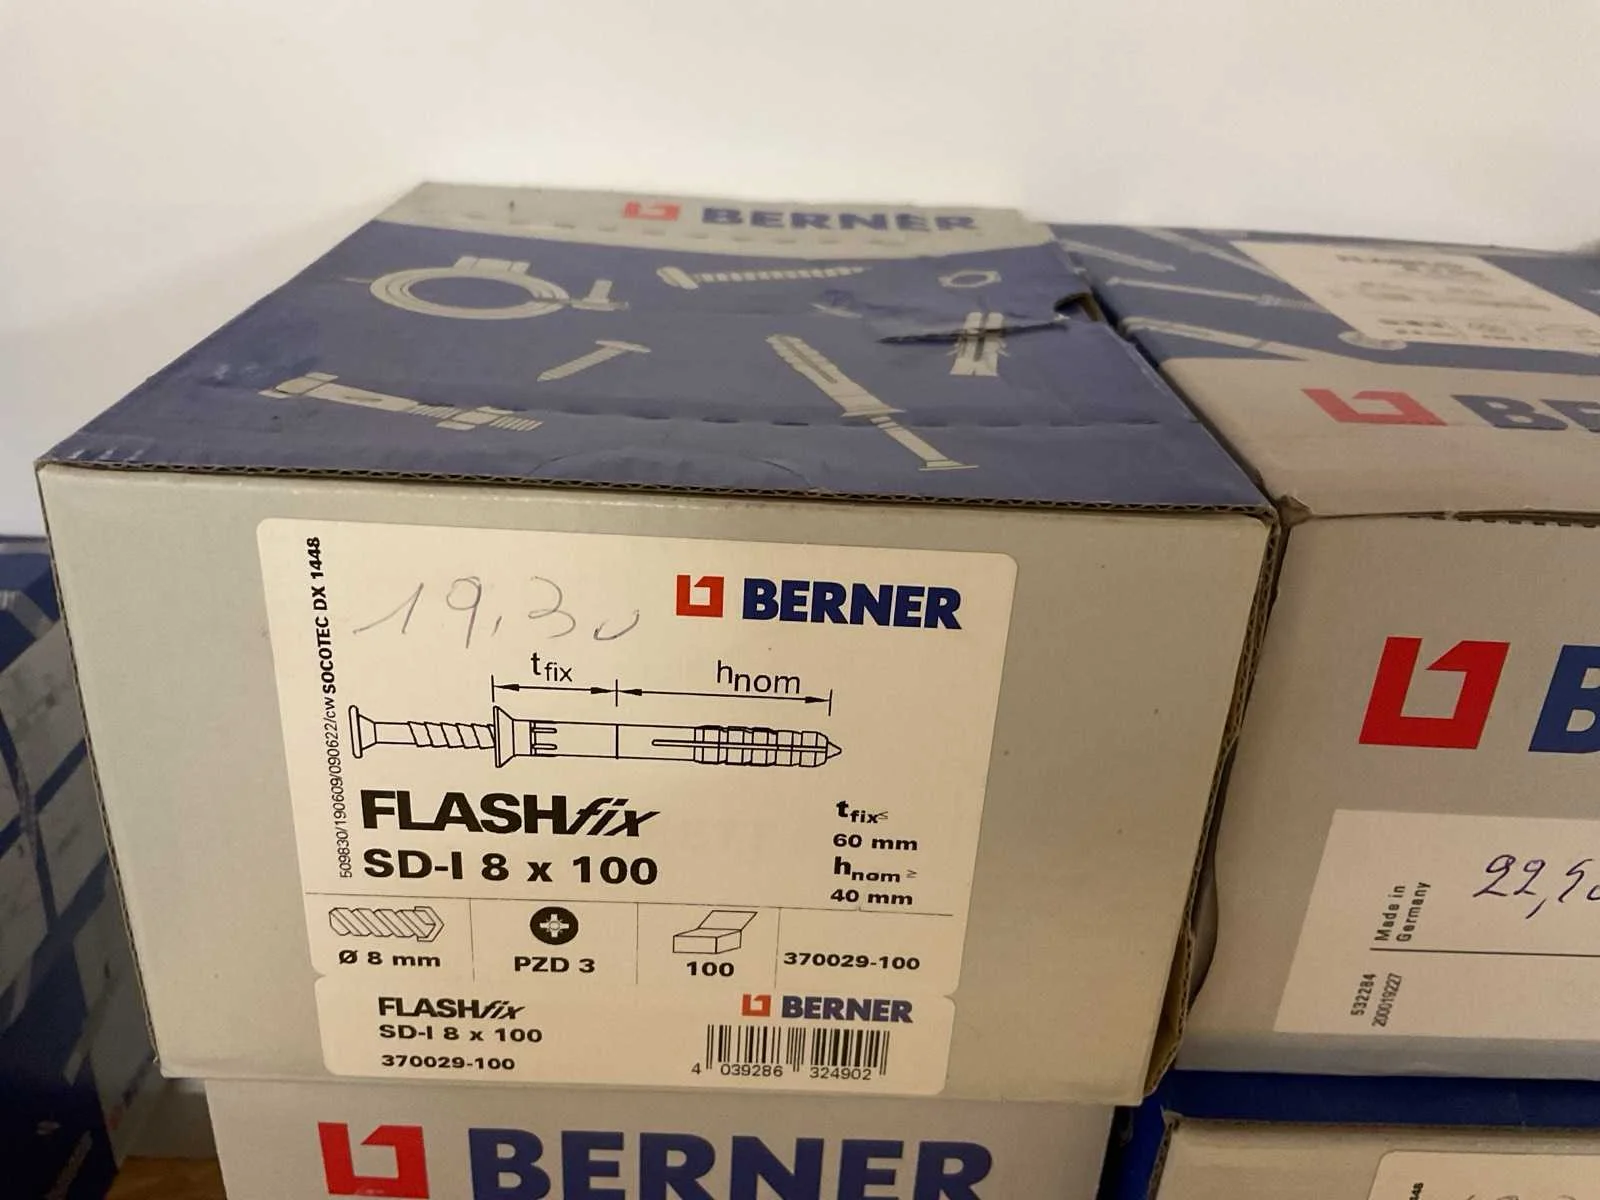 BERNER
BERNER
509830/190609/090622/cw SOCOTEC DX 1448
19,30
BERNER
tfix
hnom
FLASHfix
SD-I 8 x 100
tfix≤
60 mm
hnom ≥
40 mm
Ø 8 mm
PZD 3
100
370029-100
FLASHfix
SD-I 8 x 100
370029-100
BERNER
4 039286 324902
BERNER
Made in
Germany
532284
200019227